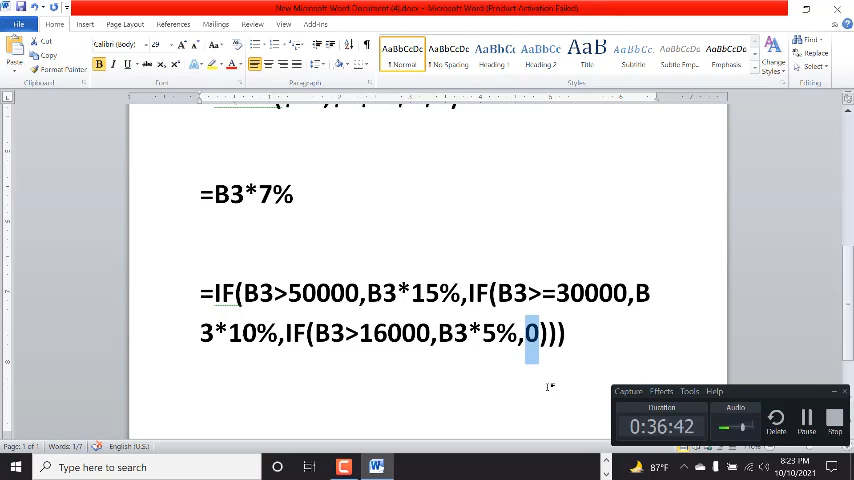 New Microsoft Word Document (4).docx - Microsoft Word (Product Activation Failed)
File Home Insert Page Layout References Mailings Review View Add-Ins
Paste Cut Copy Format Painter
Calibri (Body) 29
B I U abc x₂ x² A
AaBbCcDc AaBbCcDc AaBbCc AaBbCc AaB AaBbCcL AaBbCcDc AaBbCcDc
¶ Normal No Spacing Heading 1 Heading 2 Title Subtitle Subtle Emp... Emphasis
Change Styles
Find
Replace
Select
Clipboard Font Paragraph Styles Editing
=B3*7%
=IF(B3>50000,B3*15%,IF(B3>=30000,B
3*10%,IF(B3>16000,B3*5%,0)))
Capture Effects Tools Help
Duration Audio
0:36:42 Delete Pause Stop
Page: 1 of 1 Words: 1/7 English (U.S.)
Type here to search
87°F 8:23 PM
10/10/2021